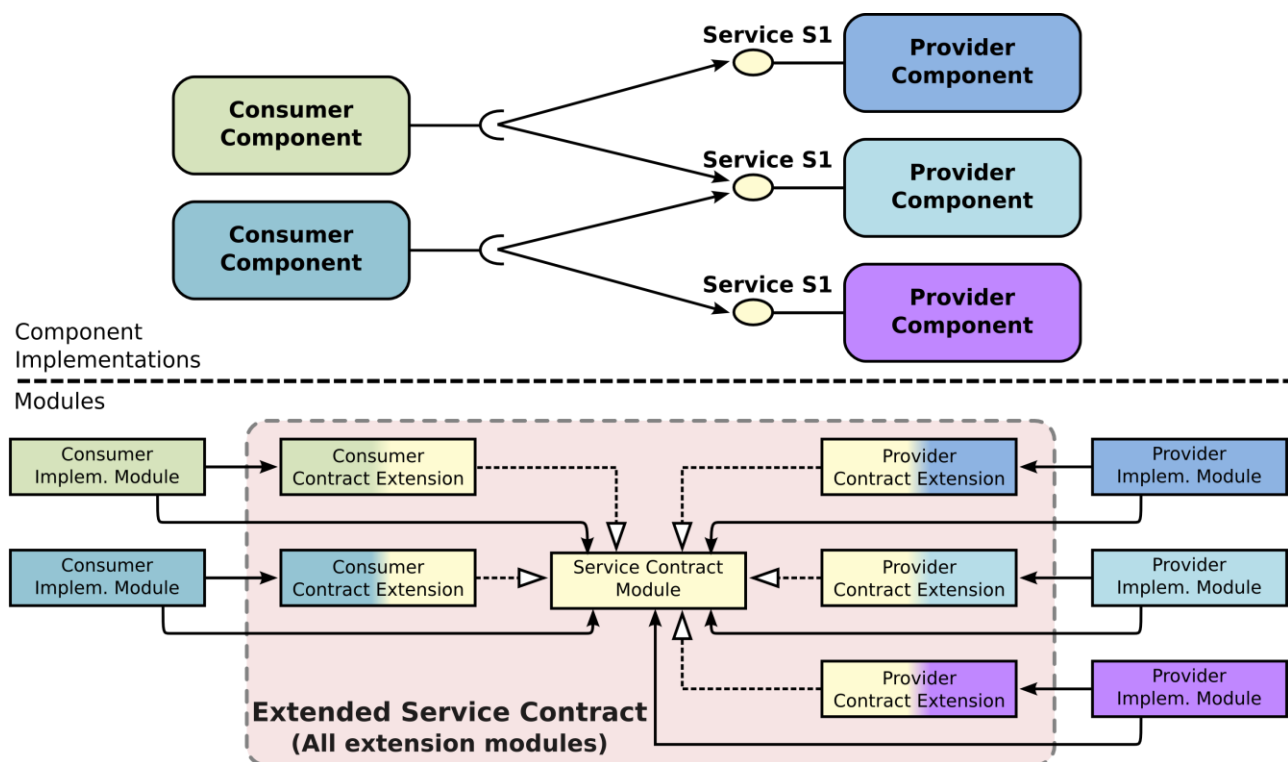 Service S1
Provider
Component
Consumer
Component
Service S1
Provider
Component
Consumer
Component
Service S1
Provider
Component
Component
Implementations
Modules
Consumer
Implem. Module
Consumer
Contract Extension
Provider
Contract Extension
Provider
Implem. Module
Consumer
Implem. Module
Consumer
Contract Extension
Service Contract
Module
Provider
Contract Extension
Provider
Implem. Module
Provider
Contract Extension
Provider
Implem. Module
Extended Service Contract
(All extension modules)